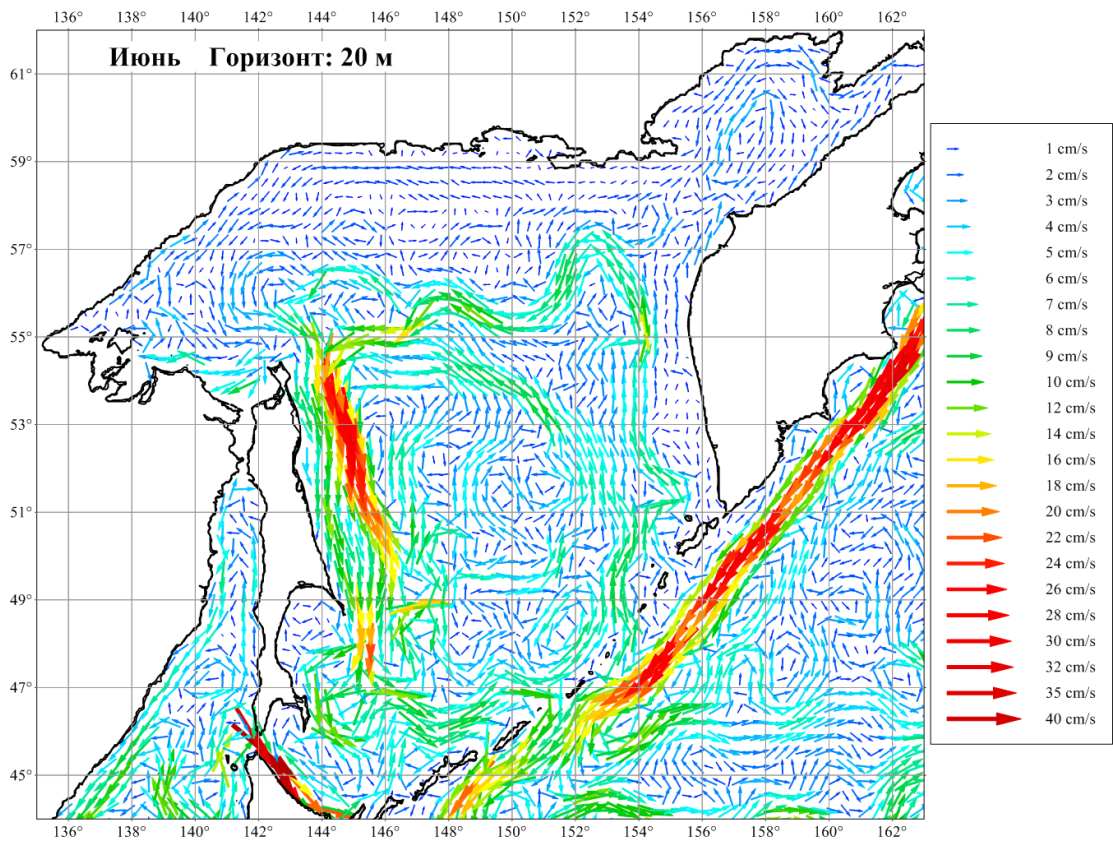 136° 138° 140° 142° 144° 146° 148° 150° 152° 154° 156° 158° 160° 162°
Июнь Горизонт: 20 м
61°
59°
57°
55°
53°
51°
49°
47°
45°
136° 138° 140° 142° 144° 146° 148° 150° 152° 154° 156° 158° 160° 162°
1 cm/s
2 cm/s
3 cm/s
4 cm/s
5 cm/s
6 cm/s
7 cm/s
8 cm/s
9 cm/s
10 cm/s
12 cm/s
14 cm/s
16 cm/s
18 cm/s
20 cm/s
22 cm/s
24 cm/s
26 cm/s
28 cm/s
30 cm/s
32 cm/s
35 cm/s
40 cm/s